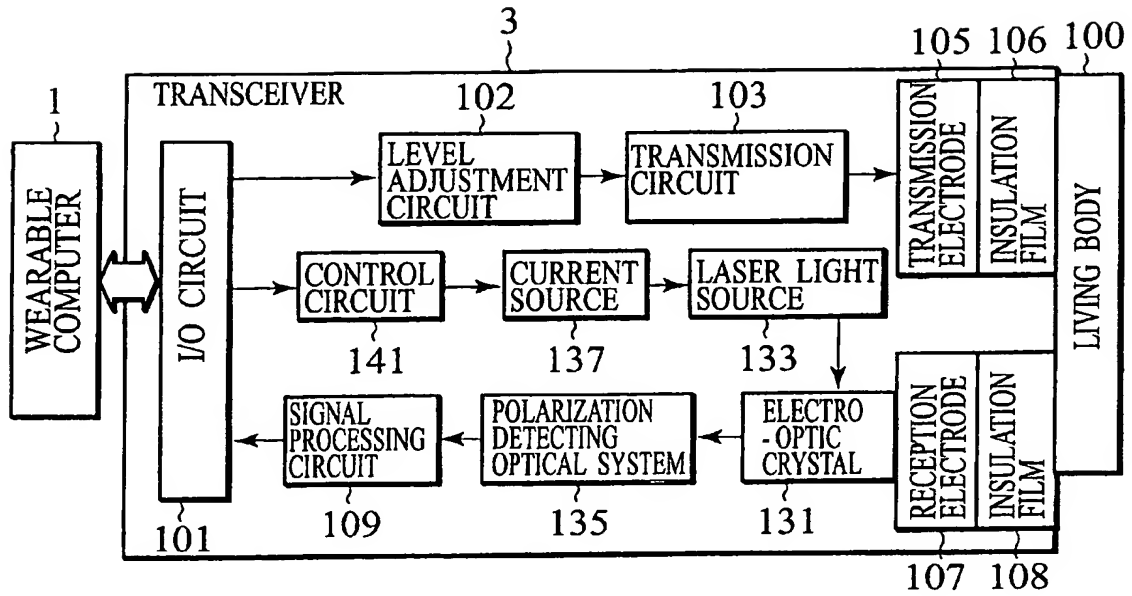 3
105
106
100
1
TRANSCEIVER
102
103
WEARABLE
COMPUTER
I/O CIRCUIT
LEVEL
ADJUSTMENT
CIRCUIT
TRANSMISSION
CIRCUIT
TRANSMISSION
ELECTRODE
INSULATION
FILM
LIVING BODY
CONTROL
CIRCUIT
CURRENT
SOURCE
LASER LIGHT
SOURCE
141
137
133
SIGNAL
PROCESSING
CIRCUIT
POLARIZATION
DETECTING
OPTICAL SYSTEM
ELECTRO
-OPTIC
CRYSTAL
RECEPTION
ELECTRODE
INSULATION
FILM
101
109
135
131
107
108